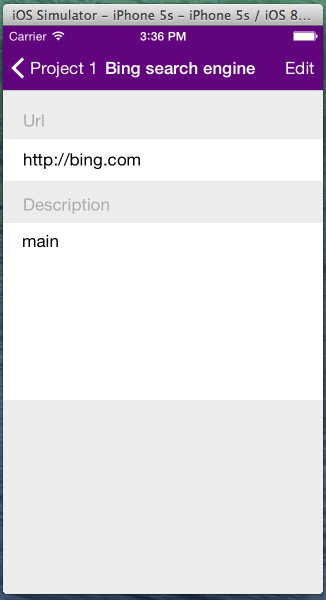 iOS Simulator – iPhone 5s – iPhone 5s / iOS 8...
Carrier 3:36 PM
Project 1 Bing search engine Edit
Url
http://bing.com
Description
main